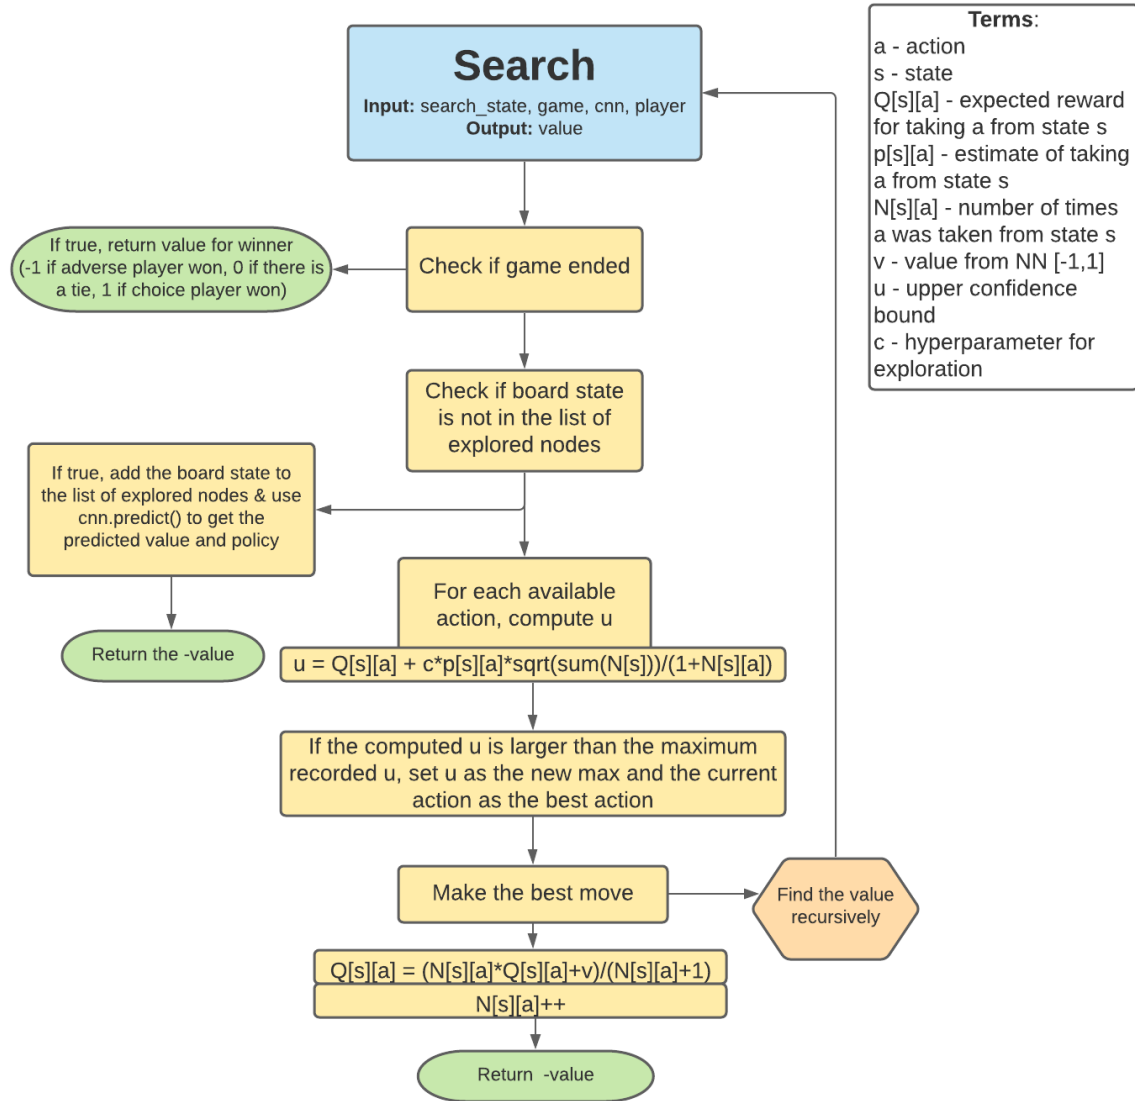 Search
Input: search_state, game, cnn, player
Output: value
Terms:
a - action
s - state
Q[s][a] - expected reward
for taking a from state s
p[s][a] - estimate of taking
a from state s
N[s][a] - number of times
a was taken from state s
v - value from NN [-1,1]
u - upper confidence
bound
c - hyperparameter for
exploration
If true, return value for winner
(-1 if adverse player won, 0 if there is
a tie, 1 if choice player won)
Check if game ended
Check if board state
is not in the list of
explored nodes
If true, add the board state to
the list of explored nodes & use
cnn.predict() to get the
predicted value and policy
Return the -value
For each available
action, compute u
u = Q[s][a] + c*p[s][a]*sqrt(sum(N[s]))/(1+N[s][a])
If the computed u is larger than the maximum
recorded u, set u as the new max and the current
action as the best action
Make the best move
Find the value
recursively
Q[s][a] = (N[s][a]*Q[s][a]+v)/(N[s][a]+1)
N[s][a]++
Return -value